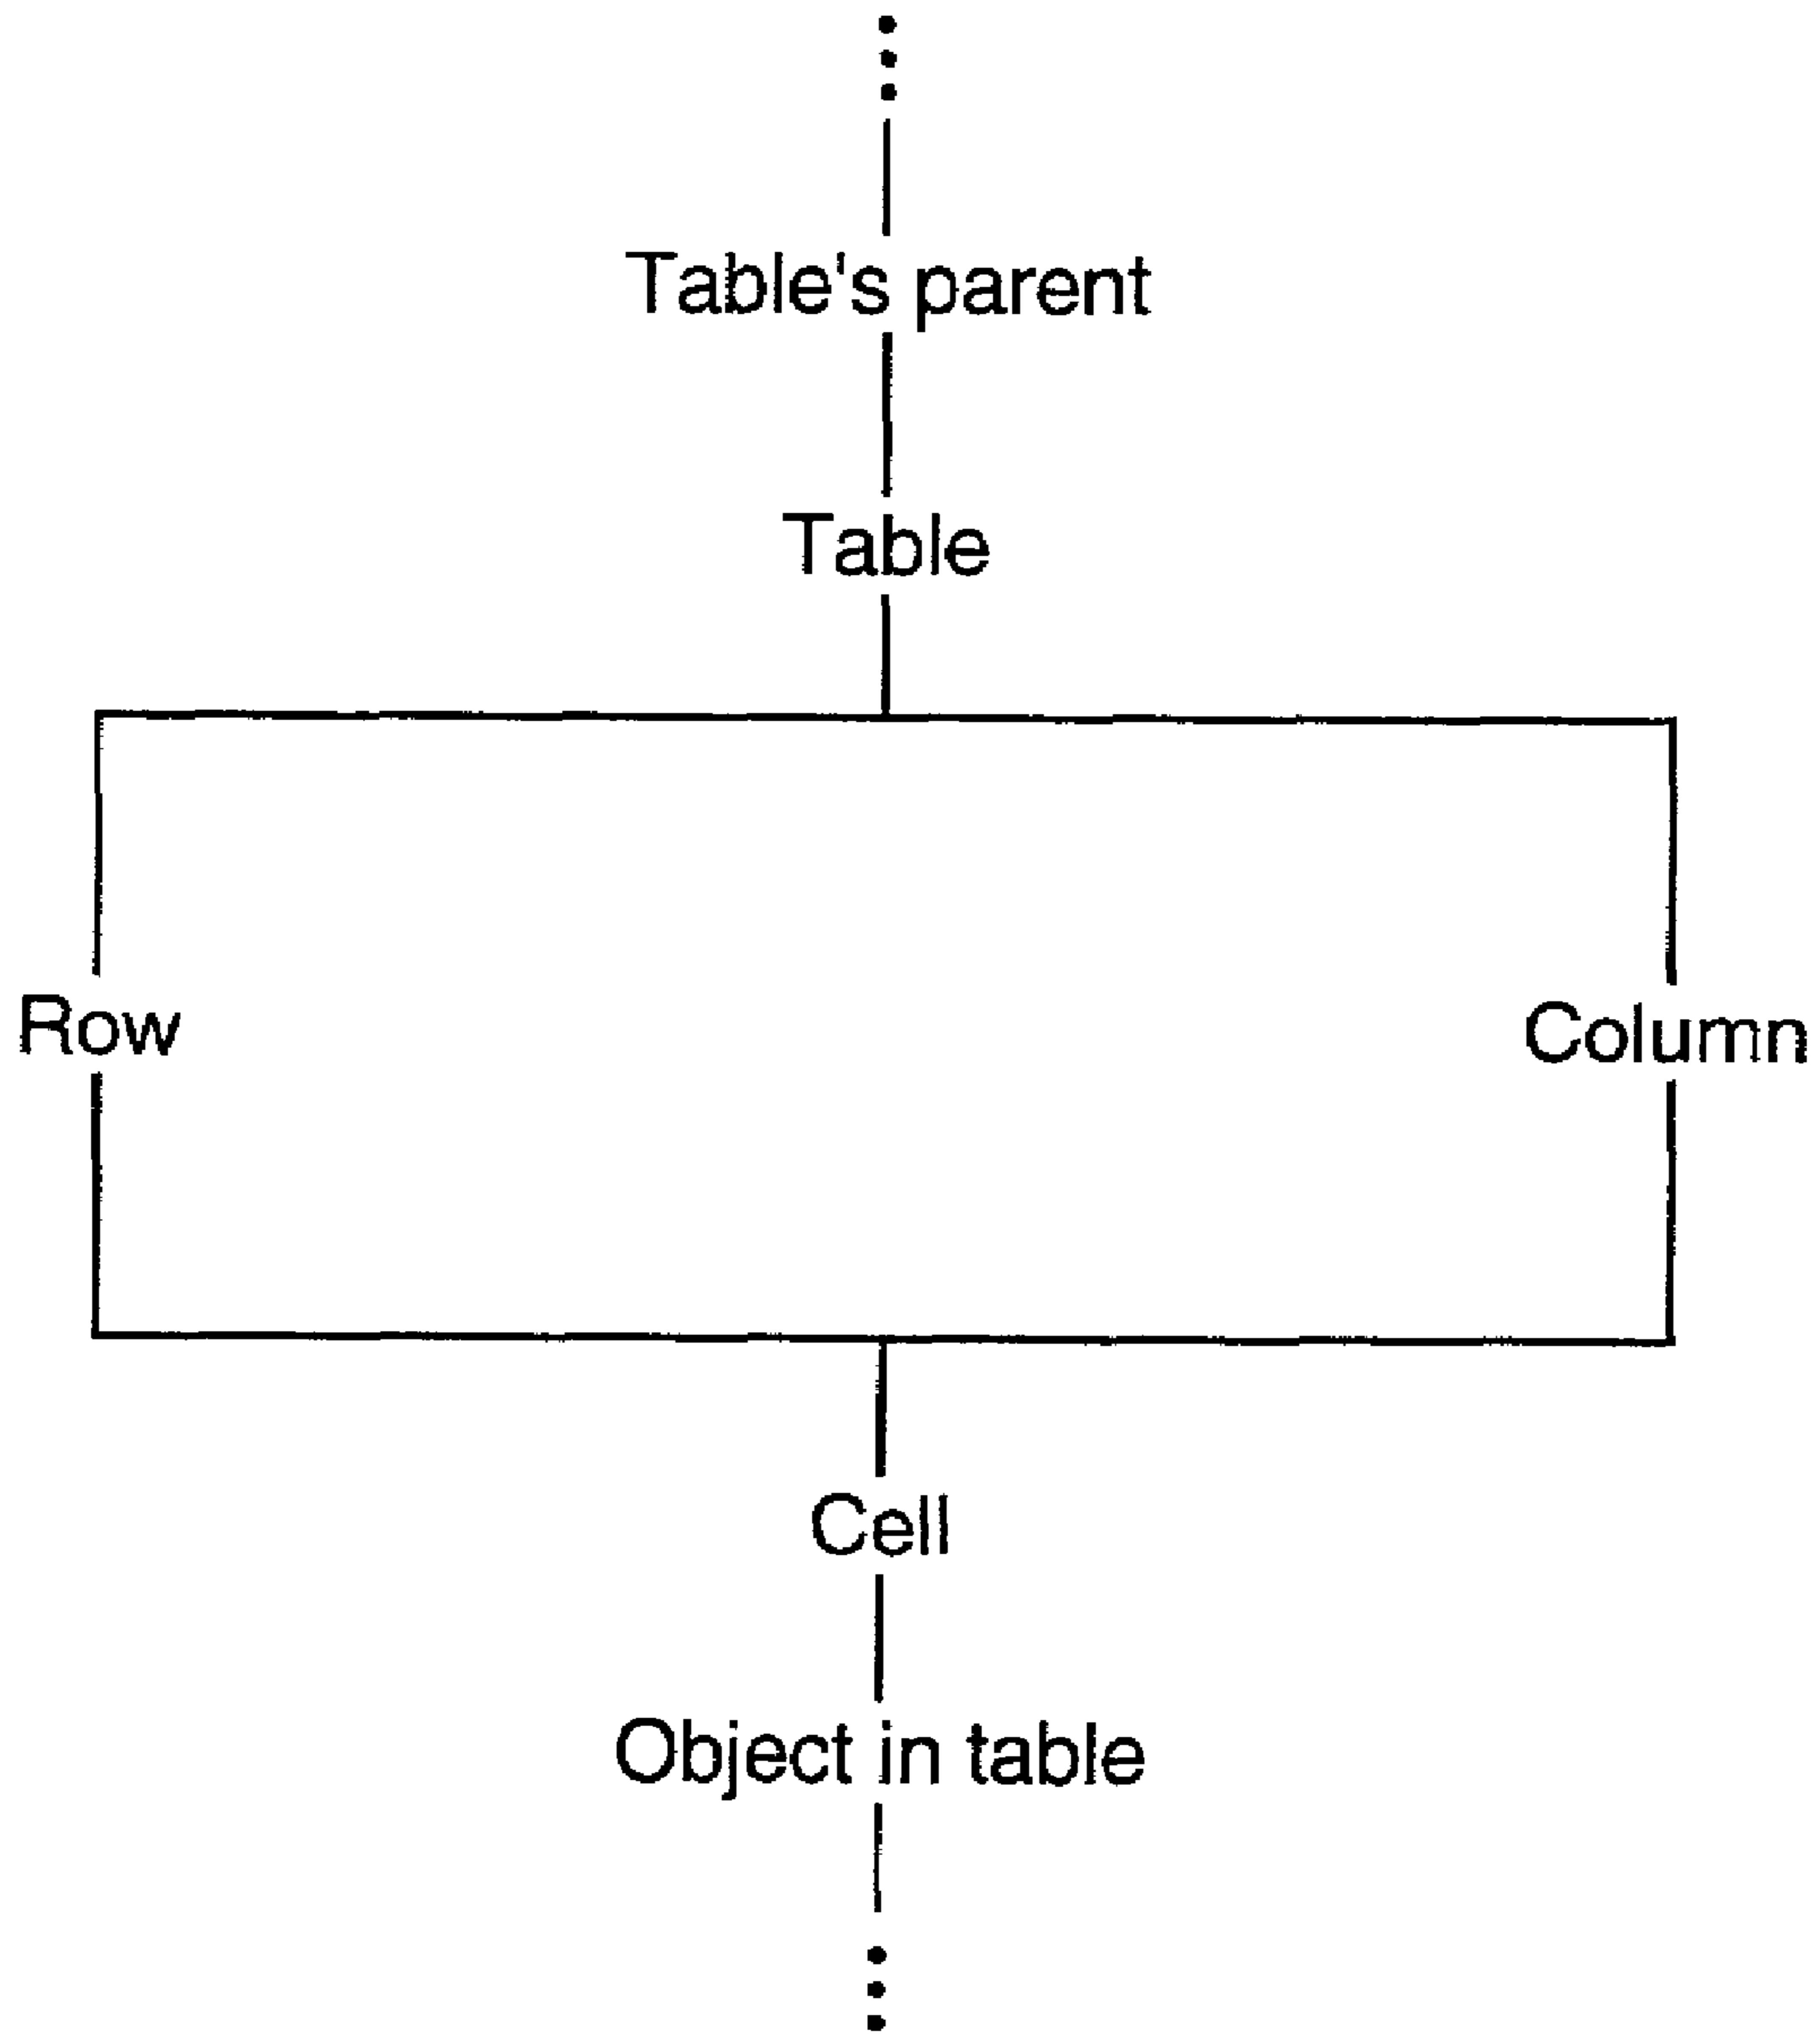 Table's parent
Table
Row
Column
Cell
Object in table